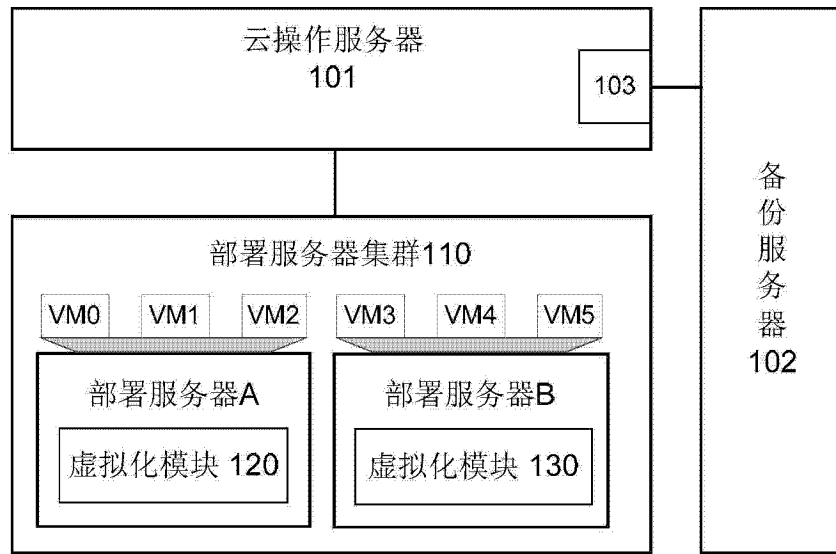 云操作服务器
101
103
部署服务器集群110
VM0 VM1 VM2 VM3 VM4 VM5
部署服务器A
虚拟化模块 120
部署服务器B
虚拟化模块 130
备
份
服
务
器
102